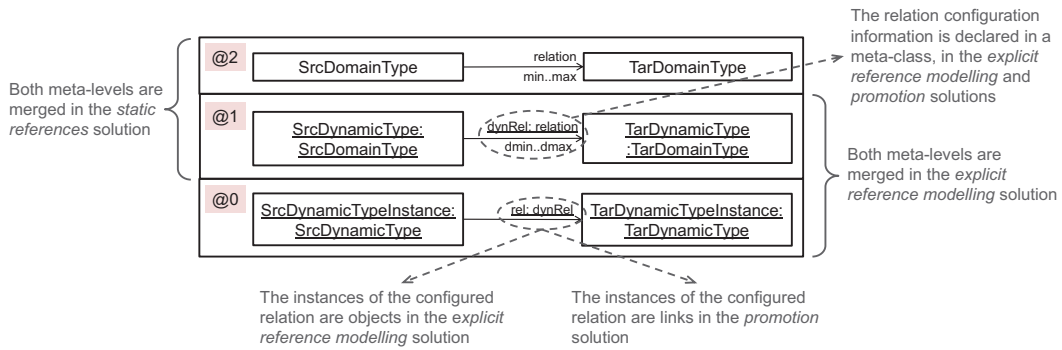 The relation configuration
information is declared in a
meta-class, in the explicit
reference modelling and
promotion solutions
Both meta-levels are
merged in the static
references solution
@2
SrcDomainType
relation
min..max
TarDomainType
@1
SrcDynamicType:
SrcDomainType
dynRel: relation
dmin..dmax
TarDynamicType
:TarDomainType
Both meta-levels are
merged in the explicit
reference modelling
solution
@0
SrcDynamicTypeInstance:
SrcDynamicType
rel: dynRel
TarDynamicTypeInstance:
TarDynamicType
The instances of the configured
relation are objects in the explicit
reference modelling solution
The instances of the configured
relation are links in the promotion
solution